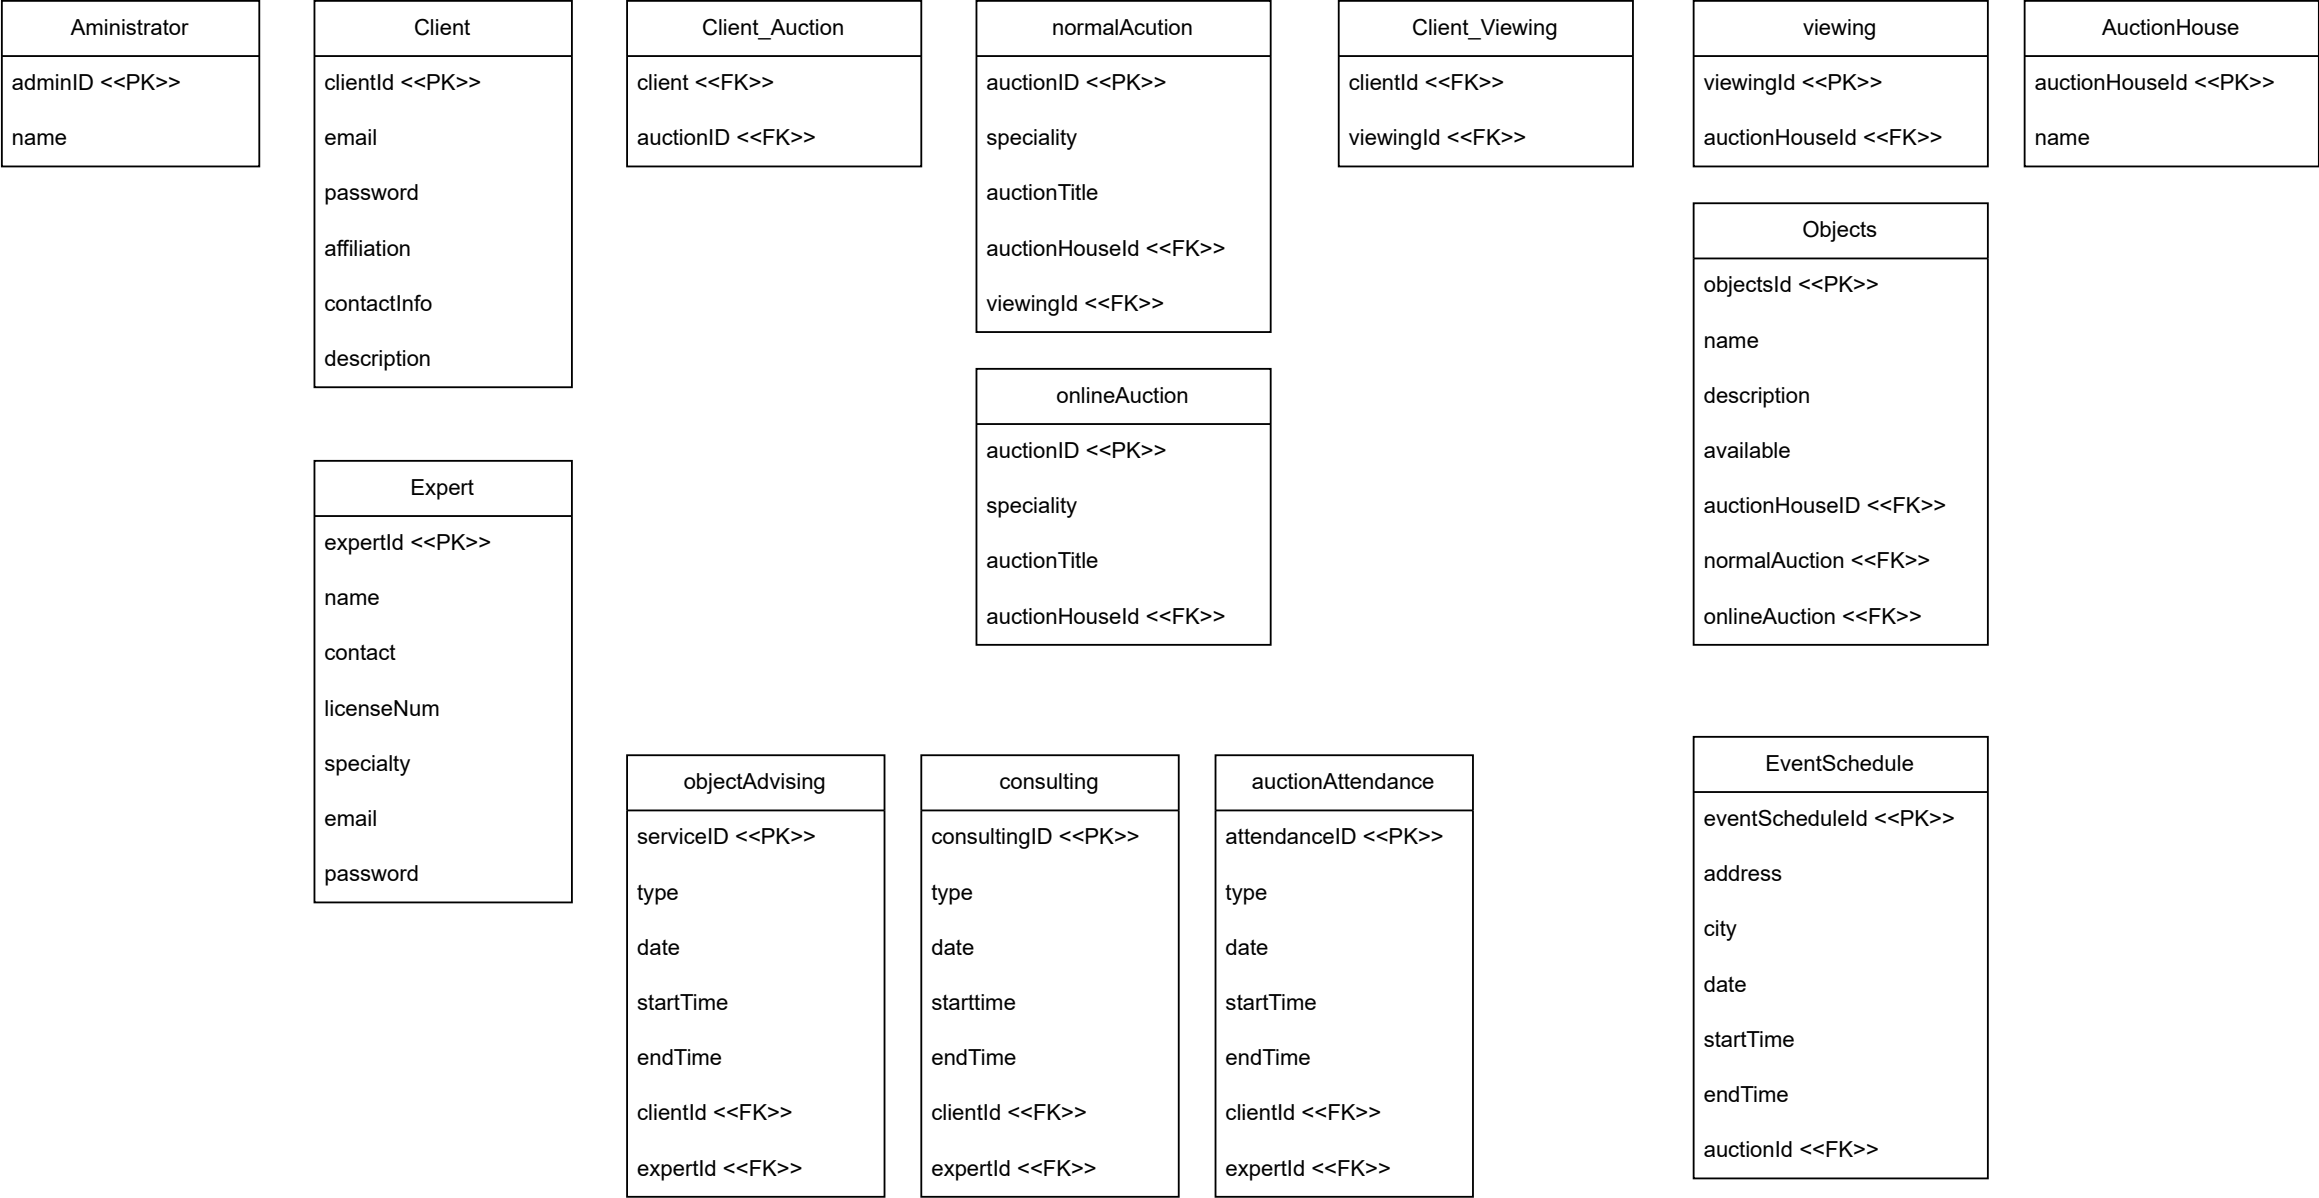 Aministrator
adminID <<PK>>
name
Client
clientId <<PK>>
email
password
affiliation
contactInfo
description
Client_Auction
client <<FK>>
auctionID <<FK>>
normalAcution
auctionID <<PK>>
speciality
auctionTitle
auctionHouseId <<FK>>
viewingId <<FK>>
Client_Viewing
clientId <<FK>>
viewingId <<FK>>
viewing
viewingId <<PK>>
auctionHouseId <<FK>>
AuctionHouse
auctionHouseId <<PK>>
name
Objects
objectsId <<PK>>
name
description
available
auctionHouseID <<FK>>
normalAuction <<FK>>
onlineAuction <<FK>>
onlineAuction
auctionID <<PK>>
speciality
auctionTitle
auctionHouseId <<FK>>
Expert
expertId <<PK>>
name
contact
licenseNum
specialty
email
password
objectAdvising
serviceID <<PK>>
type
date
startTime
endTime
clientId <<FK>>
expertId <<FK>>
consulting
consultingID <<PK>>
type
date
starttime
endTime
clientId <<FK>>
expertId <<FK>>
auctionAttendance
attendanceID <<PK>>
type
date
startTime
endTime
clientId <<FK>>
expertId <<FK>>
EventSchedule
eventScheduleId <<PK>>
address
city
date
startTime
endTime
auctionId <<FK>>